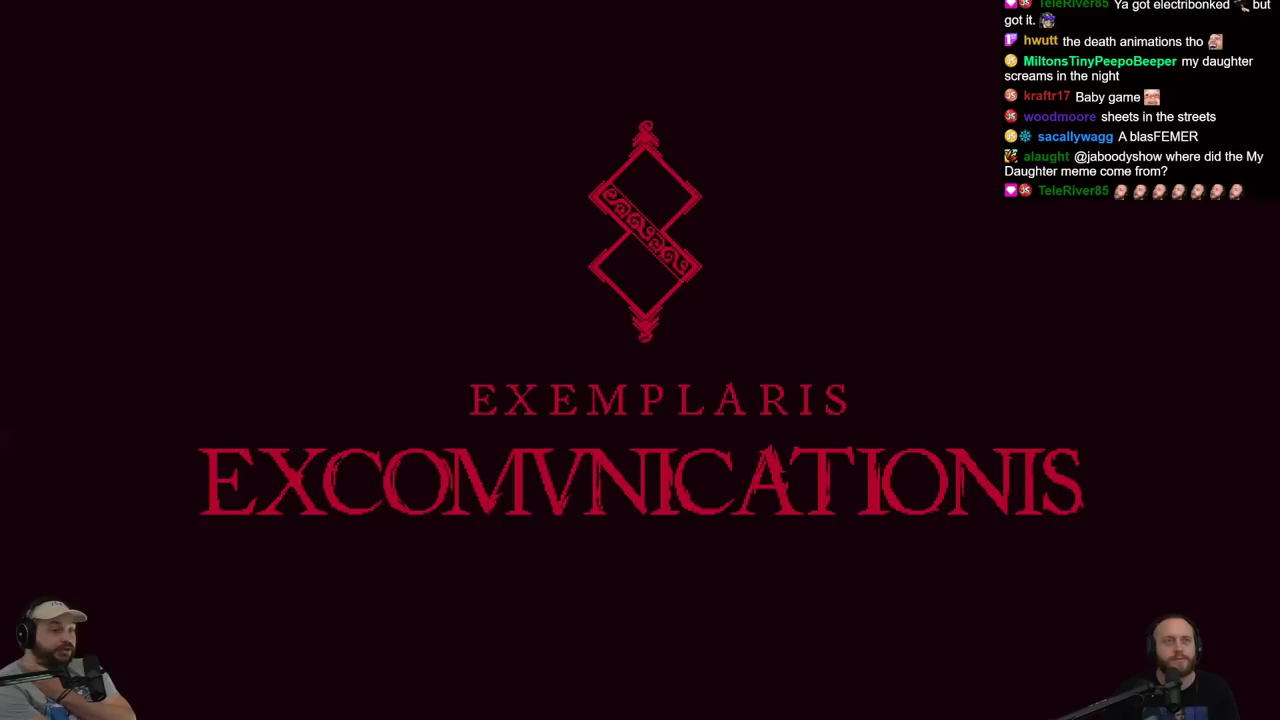 TeleRiver85 Ya got electribonked but
got it.
hwutt the death animations tho
MiltonsTinyPeepoBeeper my daughter
screams in the night
kraftr17 Baby game
woodmoore sheets in the streets
sacallywagg A blasFEMER
alaught @jaboodyshow where did the My
Daughter meme come from?
TeleRiver85
EXEMPLARIS
EXCOMVNICATIONIS